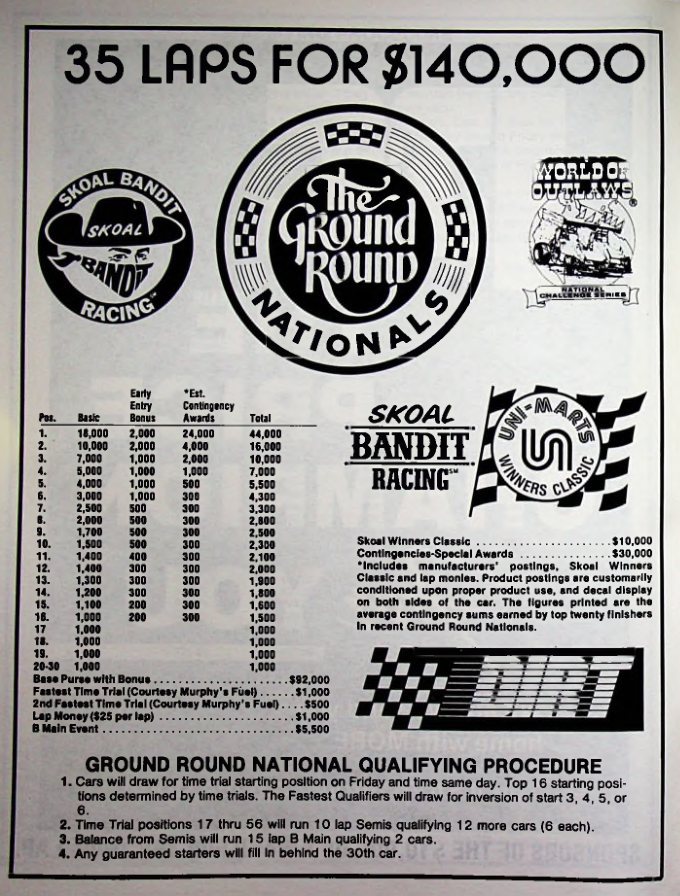 35 LAPS FOR $140,000
SKOAL BANDIT
SKOAL
BANDIT
RACING™
The
Ground
Round
NATIONALS
WORLD OF
OUTLAWS®
NATIONAL
CHALLENGE SERIES
Early *Est.
Entry Contingency
Pos. Basic Bonus Awards Total
1. 18,000 2,000 24,000 44,000
2. 10,000 2,000 4,000 16,000
3. 7,000 1,000 2,000 10,000
4. 5,000 1,000 1,000 7,000
5. 4,000 1,000 500 5,500
6. 3,000 1,000 300 4,300
7. 2,500 500 300 3,300
8. 2,000 500 300 2,800
9. 1,700 500 300 2,500
10. 1,500 500 300 2,300
11. 1,400 400 300 2,100
12. 1,400 300 300 2,000
13. 1,300 300 300 1,900
14. 1,200 300 300 1,800
15. 1,100 200 300 1,600
16. 1,000 200 300 1,500
17 1,000 1,000
18. 1,000 1,000
19. 1,000 1,000
20-30 1,000 1,000
Base Purse with Bonus . . . . . . . . . . . . . . . . . . . . . . $92,000
Fastest Time Trial (Courtesy Murphy's Fuel) . . . . . . $1,000
2nd Fastest Time Trial (Courtesy Murphy's Fuel) . . . . $500
Lap Money ($25 per lap) . . . . . . . . . . . . . . . . . . . . . $1,000
B Main Event . . . . . . . . . . . . . . . . . . . . . . . . . . . . . $5,500
SKOAL
BANDIT
RACING℠
UNI-MARTS
WINNERS CLASSIC
Skoal Winners Classic . . . . . . . . . . . . . . . . . . . . . . $10,000
Contingencies-Special Awards . . . . . . . . . . . . . . . . $30,000
*Includes manufacturers' postings, Skoal Winners
Classic and lap monies. Product postings are customarily
conditioned upon proper product use, and decal display
on both sides of the car. The figures printed are the
average contingency sums earned by top twenty finishers
in recent Ground Round Nationals.
DIRT
GROUND ROUND NATIONAL QUALIFYING PROCEDURE
1. Cars will draw for time trial starting position on Friday and time same day. Top 16 starting posi-
tions determined by time trials. The Fastest Qualifiers will draw for inversion of start 3, 4, 5, or
6.
2. Time Trial positions 17 thru 56 will run 10 lap Semis qualifying 12 more cars (6 each).
3. Balance from Semis will run 15 lap B Main qualifying 2 cars.
4. Any guaranteed starters will fill in behind the 30th car.